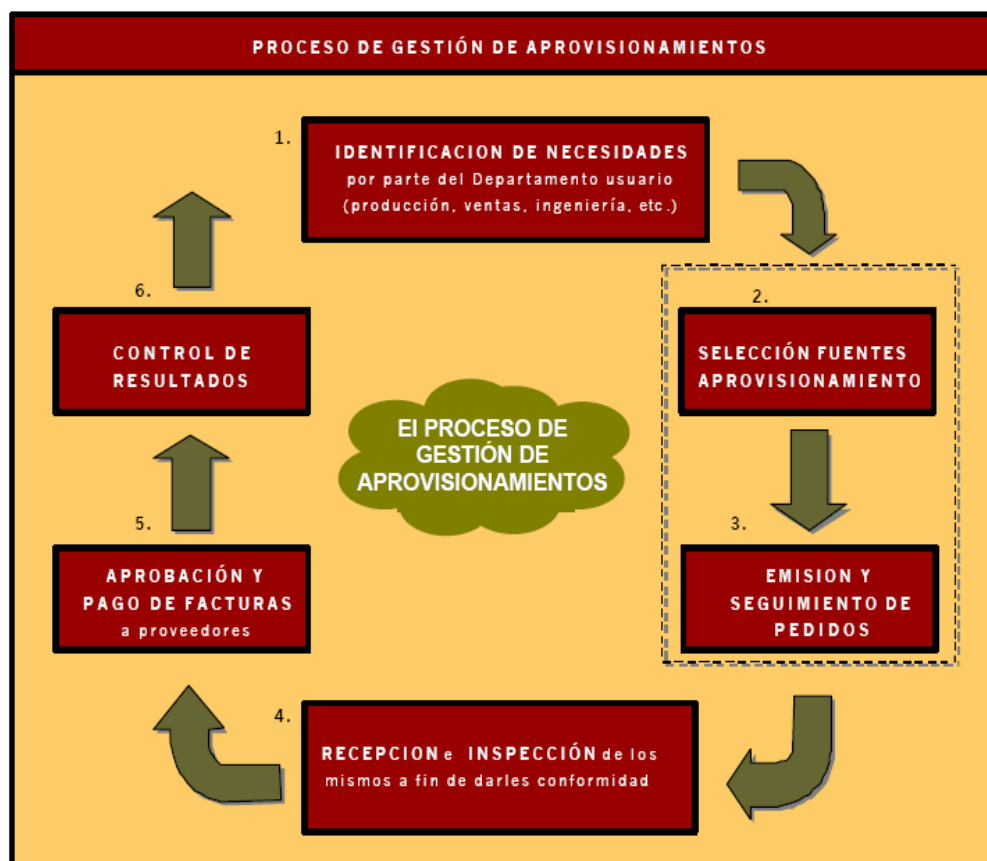 PROCESO DE GESTIÓN DE APROVISIONAMIENTOS
1.
IDENTIFICACION DE NECESIDADES
por parte del Departamento usuario
(producción, ventas, ingeniería, etc.)
2.
SELECCIÓN FUENTES
APROVISIONAMIENTO
3.
EMISION Y
SEGUIMIENTO DE
PEDIDOS
4.
RECEPCION e INSPECCIÓN de los
mismos a fin de darles conformidad
5.
APROBACIÓN Y
PAGO DE FACTURAS
a proveedores
6.
CONTROL DE
RESULTADOS
El PROCESO DE
GESTIÓN DE
APROVISIONAMIENTOS